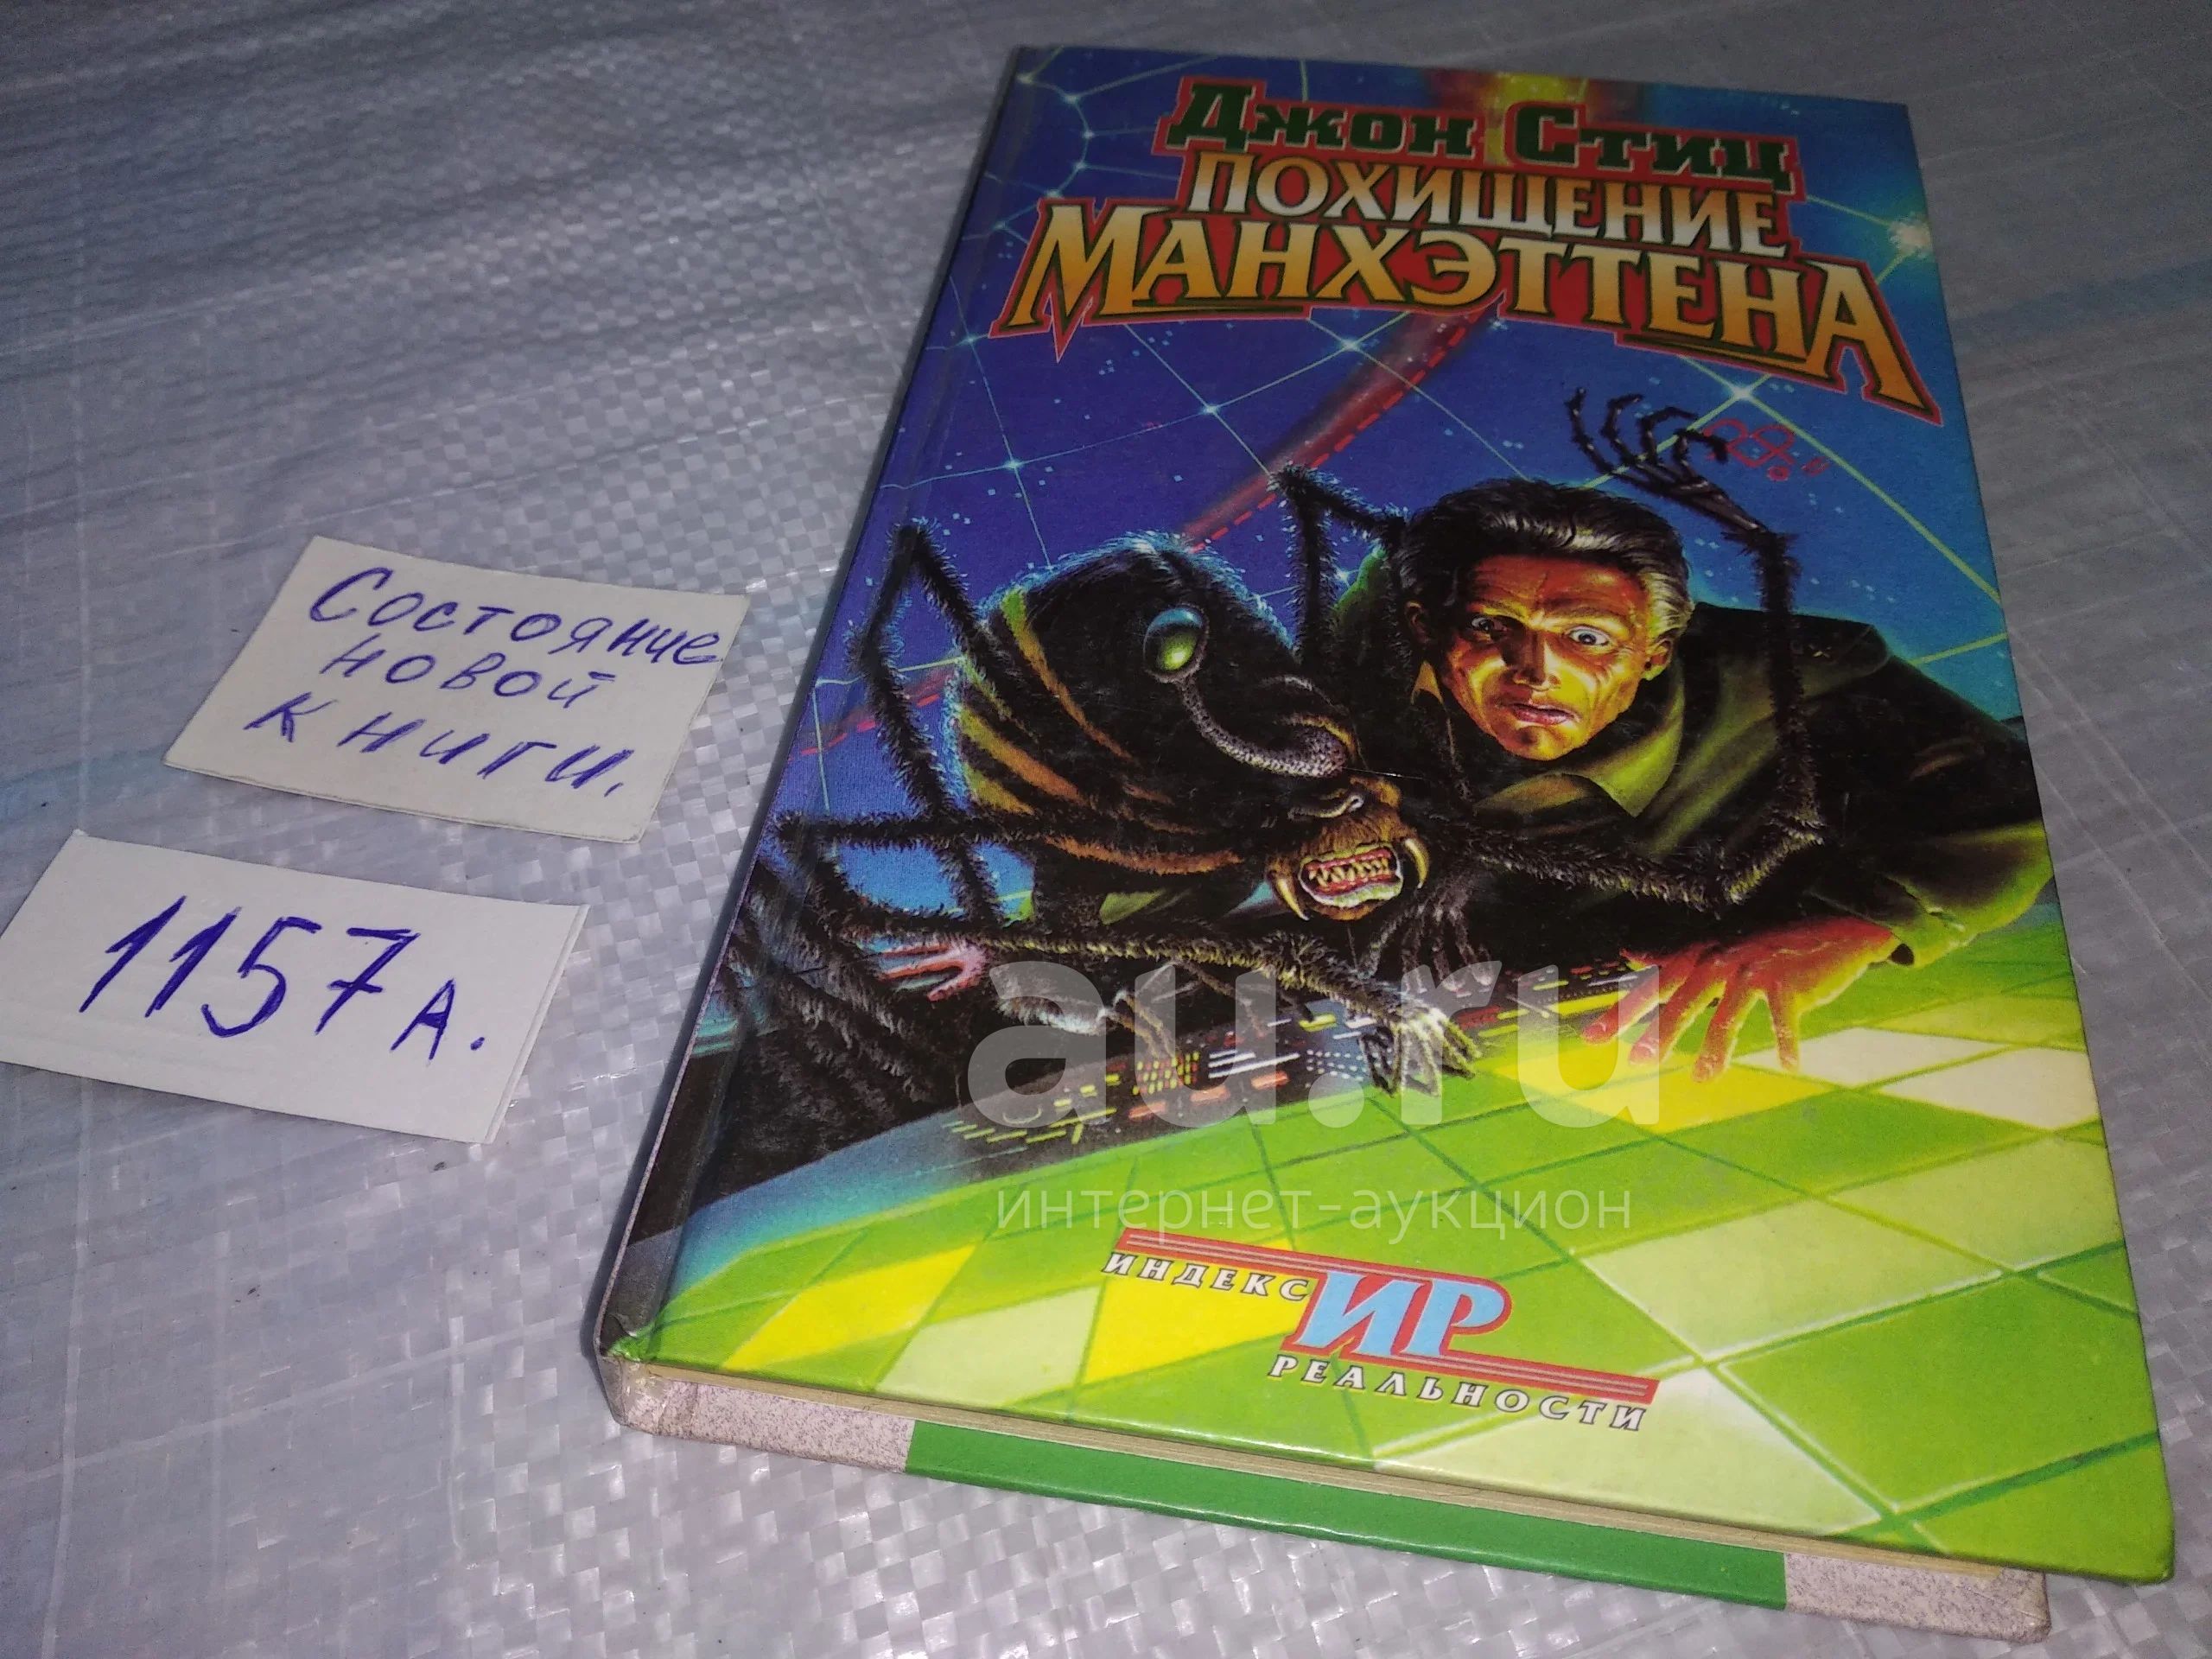 Джон Стиц
ПОХИЩЕНИЕ
МАНХЭТТЕНА
Состояние
новой
книги.
1157 А.
au.ru
интернет-аукцион
ИНДЕКС
ИР
РЕАЛЬНОСТИ